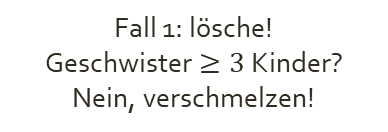 Fall 1: lösche!
Geschwister ≥ 3 Kinder?
Nein, verschmelzen!